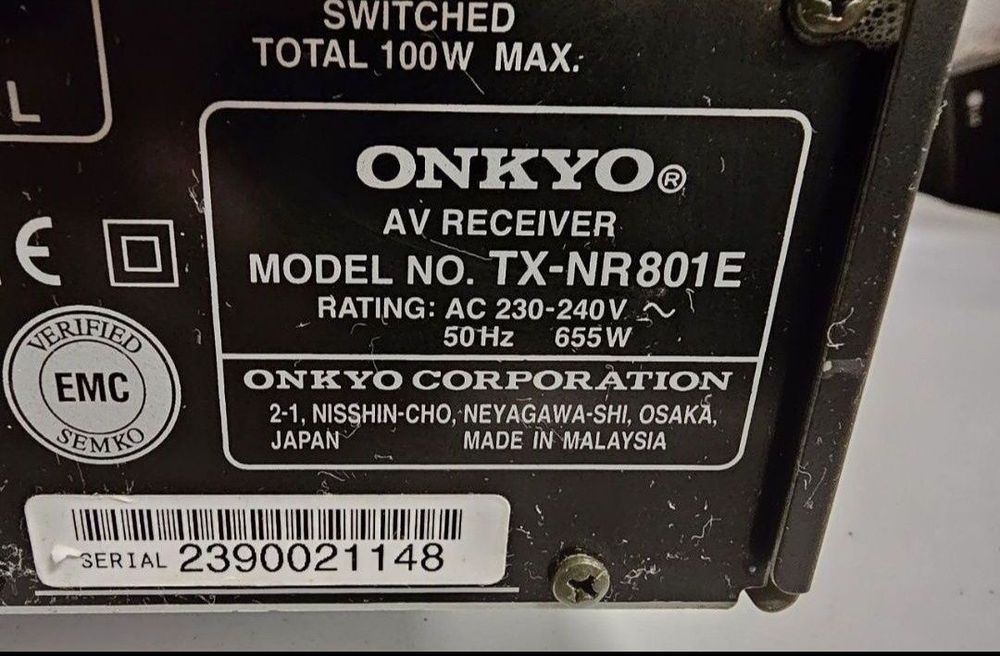 SWITCHED
TOTAL 100W MAX.
L
ONKYO®
AV RECEIVER
MODEL NO. TX-NR801E
RATING: AC 230-240V ~
50Hz 655W
CE
VERIFIED
EMC
SEMKO
ONKYO CORPORATION
2-1, NISSHIN-CHO, NEYAGAWA-SHI, OSAKA,
JAPAN MADE IN MALAYSIA
SERIAL 2390021148